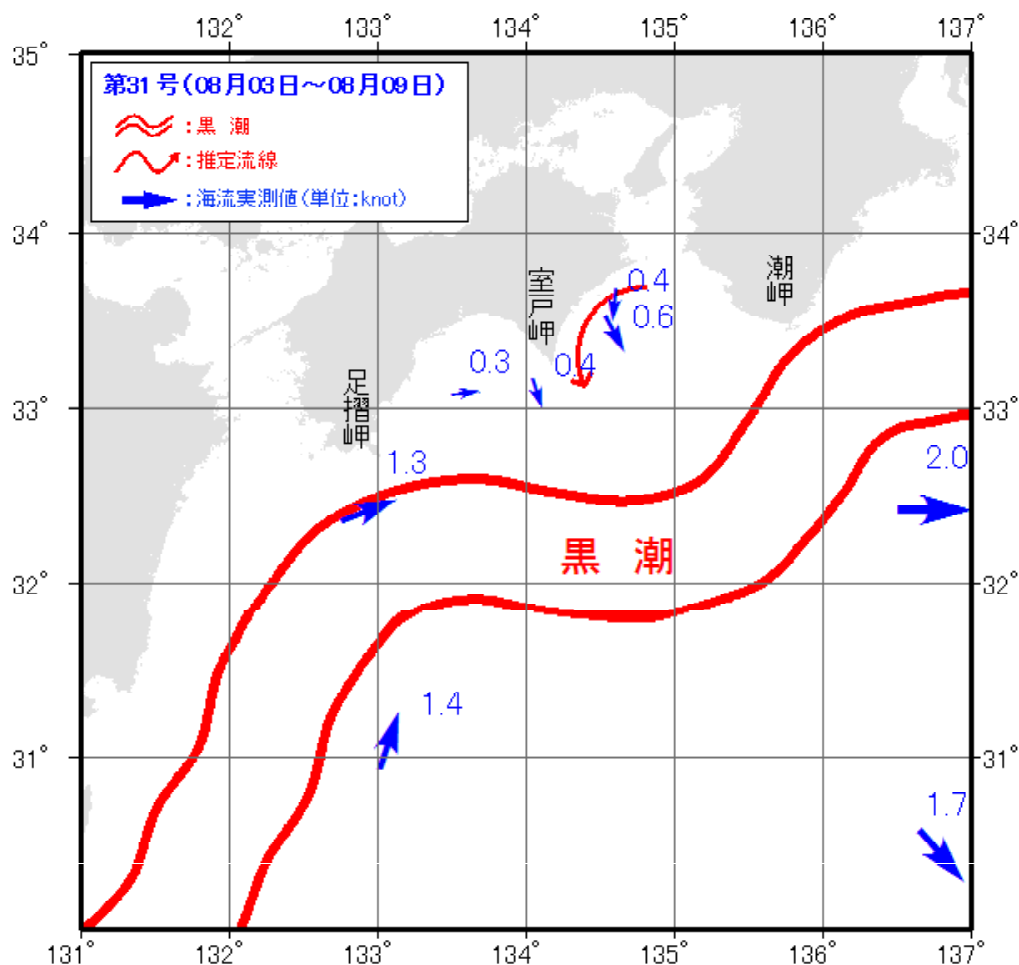 132° 133° 134° 135° 136° 137°
35°
第31号(08月03日～08月09日)
:黒 潮
:推定流線
:海流実測値(単位:knot)
34° 34°
潮岬
室戸岬
0.4
0.6
0.3
0.4
足摺岬
33° 33°
1.3
2.0
黒 潮
32° 32°
1.4
31° 31°
1.7
131° 132° 133° 134° 135° 136° 137°